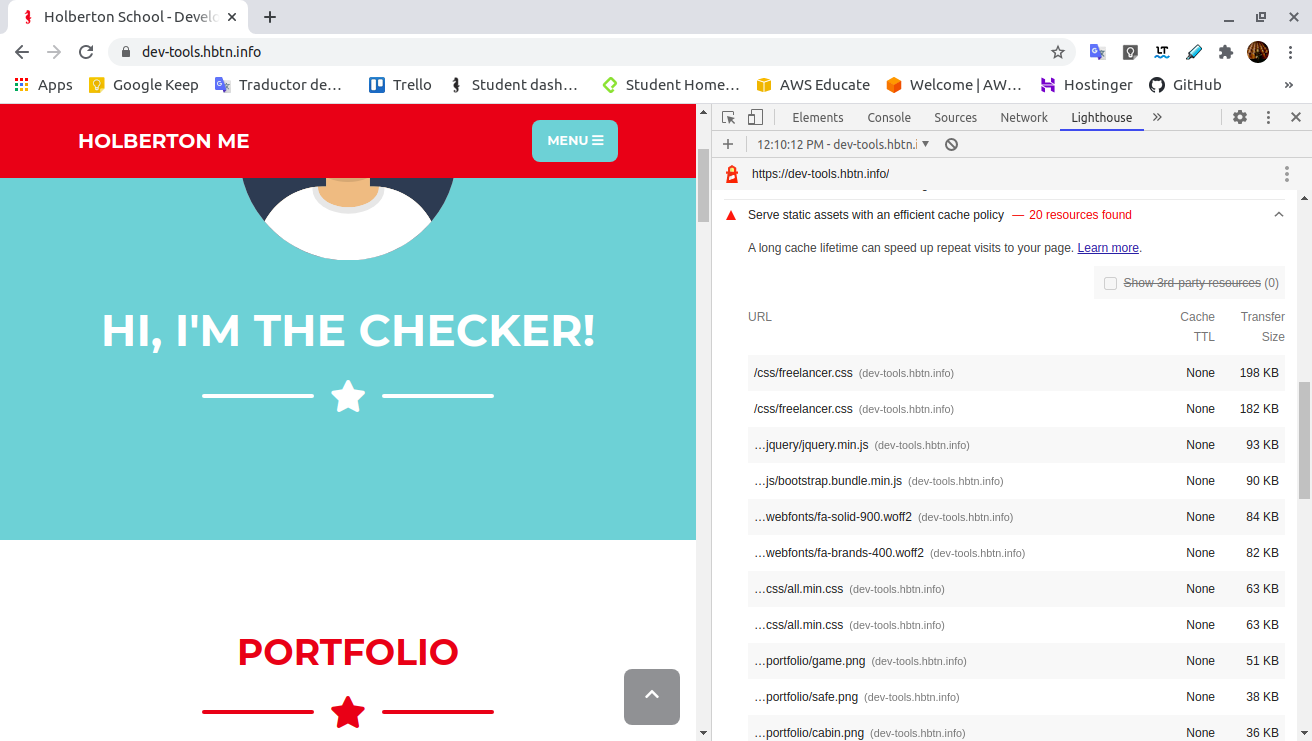 Holberton School - Develo
dev-tools.hbtn.info
LT
Apps Google Keep Traductor de… Trello Student dash… Student Home… AWS Educate Welcome | AW… Hostinger GitHub »
HOLBERTON ME
MENU
HI, I'M THE CHECKER!
PORTFOLIO
Elements Console Sources Network Lighthouse »
12:10:12 PM - dev-tools.hbtn.i
https://dev-tools.hbtn.info/
Serve static assets with an efficient cache policy — 20 resources found
A long cache lifetime can speed up repeat visits to your page. Learn more.
Show 3rd-party resources (0)
URL Cache TTL Transfer Size
/css/freelancer.css (dev-tools.hbtn.info) None 198 KB
/css/freelancer.css (dev-tools.hbtn.info) None 182 KB
…jquery/jquery.min.js (dev-tools.hbtn.info) None 93 KB
…js/bootstrap.bundle.min.js (dev-tools.hbtn.info) None 90 KB
…webfonts/fa-solid-900.woff2 (dev-tools.hbtn.info) None 84 KB
…webfonts/fa-brands-400.woff2 (dev-tools.hbtn.info) None 82 KB
…css/all.min.css (dev-tools.hbtn.info) None 63 KB
…css/all.min.css (dev-tools.hbtn.info) None 63 KB
…portfolio/game.png (dev-tools.hbtn.info) None 51 KB
…portfolio/safe.png (dev-tools.hbtn.info) None 38 KB
…portfolio/cabin.png (dev-tools.hbtn.info) None 36 KB